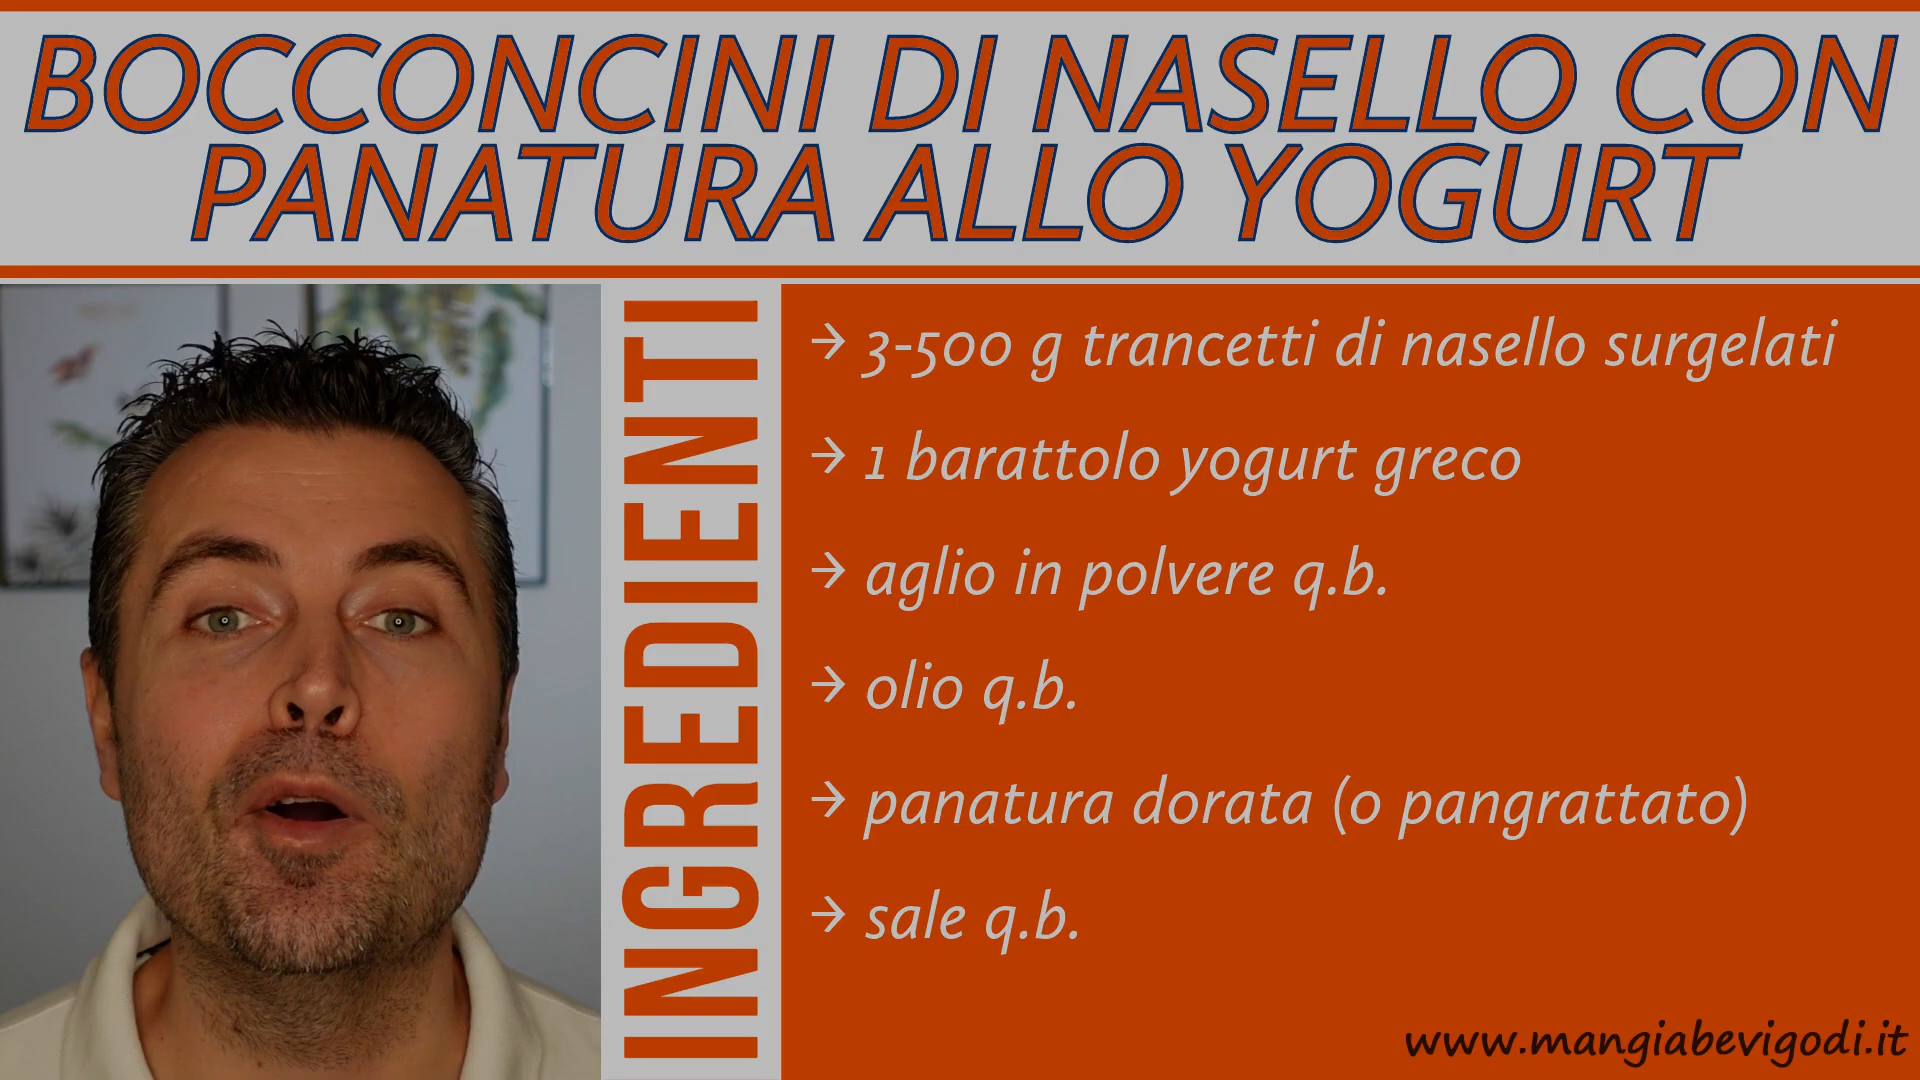 BOCCONCINI DI NASELLO CON
PANATURA ALLO YOGURT
INGREDIENTI
→ 3-500 g trancetti di nasello surgelati
→ 1 barattolo yogurt greco
→ aglio in polvere q.b.
→ olio q.b.
→ panatura dorata (o pangrattato)
→ sale q.b.
www.mangiabevigodi.it